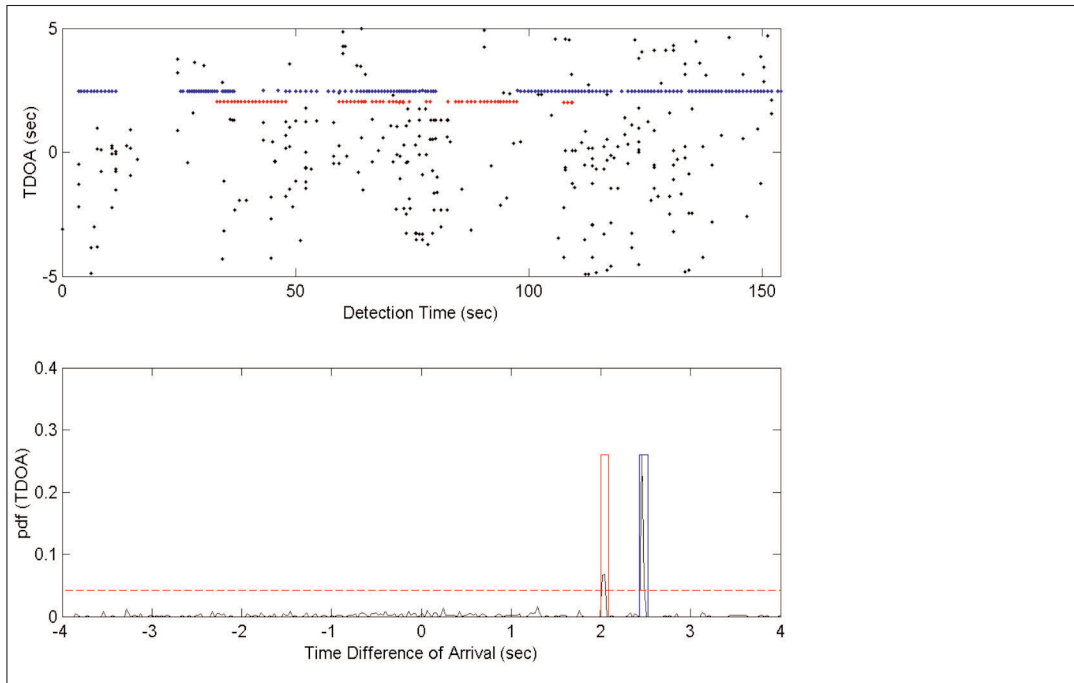 5
0
-5
TDOA (sec)
0 50 100 150
Detection Time (sec)
0.4
0.3
0.2
0.1
0
pdf (TDOA)
-4 -3 -2 -1 0 1 2 3 4
Time Difference of Arrival (sec)